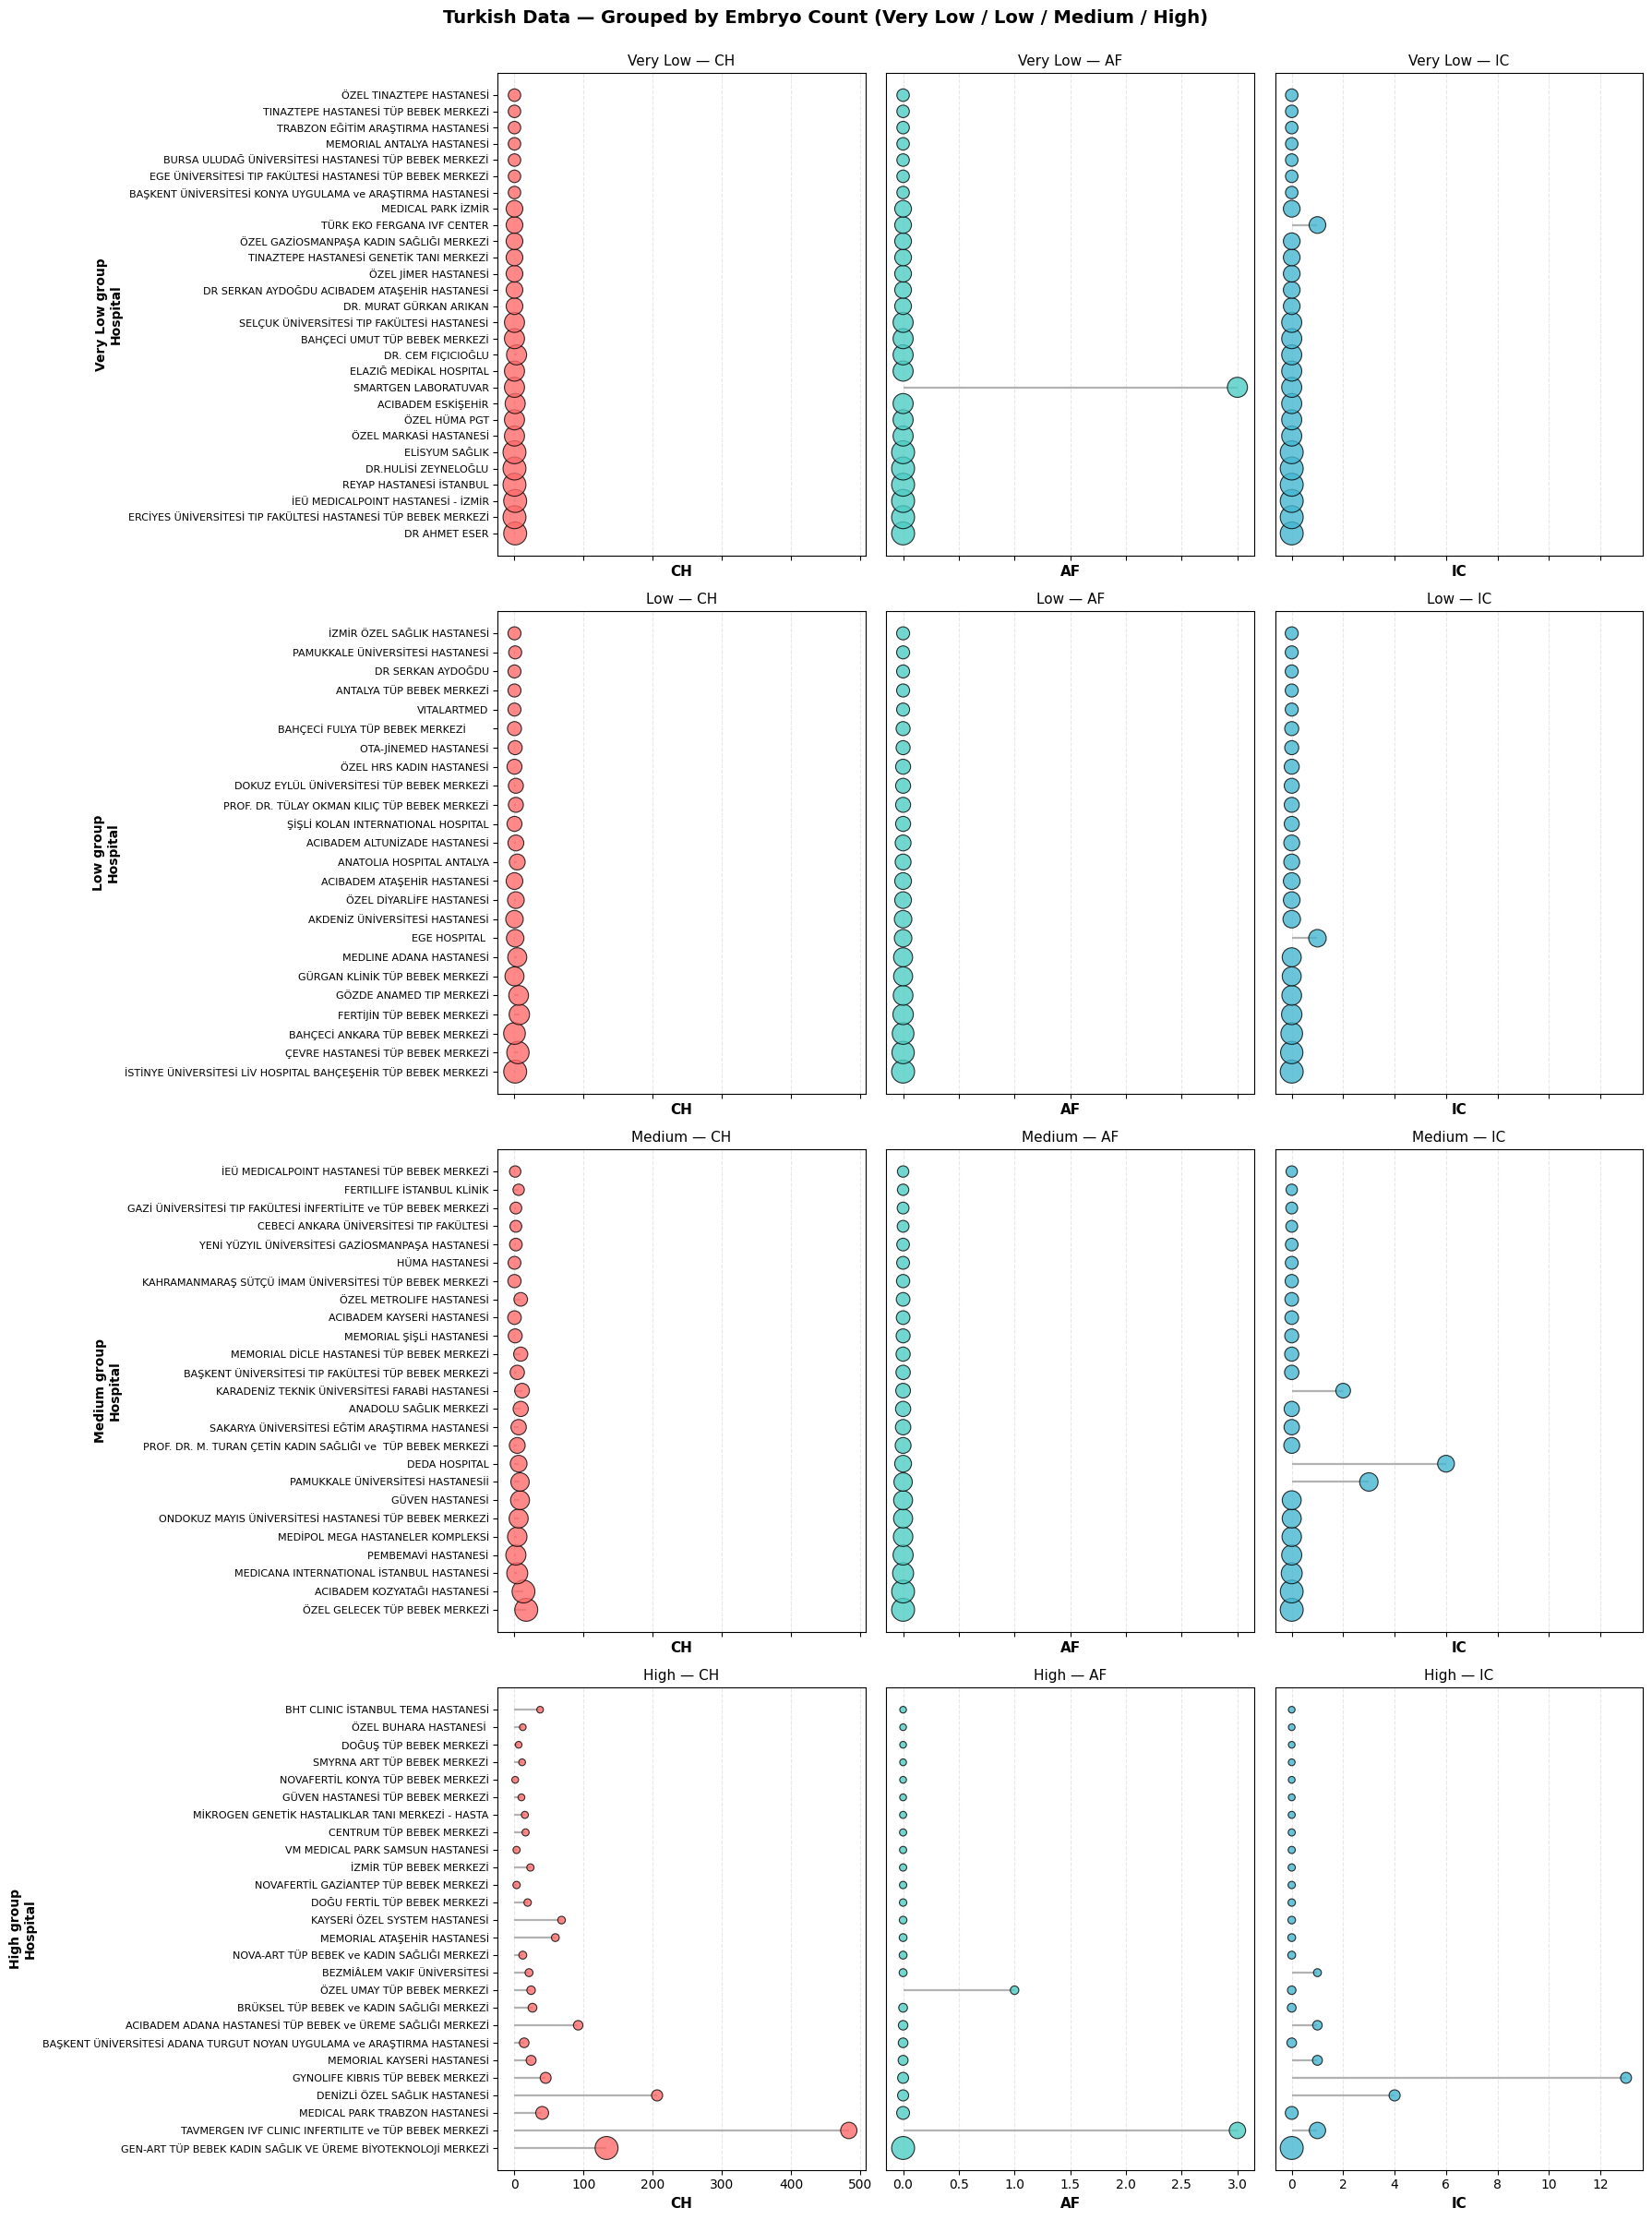 Turkish Data — Grouped by Embryo Count (Very Low / Low / Medium / High)
Very Low — CH
Very Low — AF
Very Low — IC
Very Low group
Hospital
ÖZEL TINAZTEPE HASTANESİ
TINAZTEPE HASTANESİ TÜP BEBEK MERKEZİ
TRABZON EĞİTİM ARAŞTIRMA HASTANESİ
MEMORIAL ANTALYA HASTANESİ
BURSA ULUDAĞ ÜNİVERSİTESİ HASTANESİ TÜP BEBEK MERKEZİ
EGE ÜNİVERSİTESİ TIP FAKÜLTESİ HASTANESİ TÜP BEBEK MERKEZİ
BAŞKENT ÜNİVERSİTESİ KONYA UYGULAMA ve ARAŞTIRMA HASTANESİ
MEDICAL PARK İZMİR
TÜRK EKO FERGANA IVF CENTER
ÖZEL GAZİOSMANPAŞA KADIN SAĞLIĞI MERKEZİ
TINAZTEPE HASTANESİ GENETİK TANI MERKEZİ
ÖZEL JİMER HASTANESİ
DR SERKAN AYDOĞDU ACIBADEM ATAŞEHİR HASTANESİ
DR. MURAT GÜRKAN ARIKAN
SELÇUK ÜNİVERSİTESİ TIP FAKÜLTESİ HASTANESİ
BAHÇECİ UMUT TÜP BEBEK MERKEZİ
DR. CEM FIÇICIOĞLU
ELAZIĞ MEDİKAL HOSPITAL
SMARTGEN LABORATUVAR
ACIBADEM ESKİŞEHİR
ÖZEL HÜMA PGT
ÖZEL MARKASİ HASTANESİ
ELİSYUM SAĞLIK
DR.HULİSİ ZEYNELOĞLU
REYAP HASTANESİ İSTANBUL
İEÜ MEDICALPOINT HASTANESİ - İZMİR
ERCİYES ÜNİVERSİTESİ TIP FAKÜLTESİ HASTANESİ TÜP BEBEK MERKEZİ
DR AHMET ESER
CH
AF
IC
Low — CH
Low — AF
Low — IC
Low group
Hospital
İZMİR ÖZEL SAĞLIK HASTANESİ
PAMUKKALE ÜNİVERSİTESİ HASTANESİ
DR SERKAN AYDOĞDU
ANTALYA TÜP BEBEK MERKEZİ
VITALARTMED
BAHÇECİ FULYA TÜP BEBEK MERKEZİ
OTA-JİNEMED HASTANESİ
ÖZEL HRS KADIN HASTANESİ
DOKUZ EYLÜL ÜNİVERSİTESİ TÜP BEBEK MERKEZİ
PROF. DR. TÜLAY OKMAN KILIÇ TÜP BEBEK MERKEZİ
ŞİŞLİ KOLAN INTERNATIONAL HOSPITAL
ACIBADEM ALTUNİZADE HASTANESİ
ANATOLIA HOSPITAL ANTALYA
ACIBADEM ATAŞEHİR HASTANESİ
ÖZEL DİYARLİFE HASTANESİ
AKDENİZ ÜNİVERSİTESİ HASTANESİ
EGE HOSPITAL
MEDLINE ADANA HASTANESİ
GÜRGAN KLİNİK TÜP BEBEK MERKEZİ
GÖZDE ANAMED TIP MERKEZİ
FERTİJİN TÜP BEBEK MERKEZİ
BAHÇECİ ANKARA TÜP BEBEK MERKEZİ
ÇEVRE HASTANESİ TÜP BEBEK MERKEZİ
İSTİNYE ÜNİVERSİTESİ LİV HOSPITAL BAHÇEŞEHİR TÜP BEBEK MERKEZİ
CH
AF
IC
Medium — CH
Medium — AF
Medium — IC
Medium group
Hospital
İEÜ MEDICALPOINT HASTANESİ TÜP BEBEK MERKEZİ
FERTILLIFE İSTANBUL KLİNİK
GAZİ ÜNİVERSİTESİ TIP FAKÜLTESİ İNFERTİLİTE ve TÜP BEBEK MERKEZİ
CEBECİ ANKARA ÜNİVERSİTESİ TIP FAKÜLTESİ
YENİ YÜZYIL ÜNİVERSİTESİ GAZİOSMANPAŞA HASTANESİ
HÜMA HASTANESİ
KAHRAMANMARAŞ SÜTÇÜ İMAM ÜNİVERSİTESİ TÜP BEBEK MERKEZİ
ÖZEL METROLIFE HASTANESİ
ACIBADEM KAYSERİ HASTANESİ
MEMORIAL ŞİŞLİ HASTANESİ
MEMORIAL DİCLE HASTANESİ TÜP BEBEK MERKEZİ
BAŞKENT ÜNİVERSİTESİ TIP FAKÜLTESİ TÜP BEBEK MERKEZİ
KARADENİZ TEKNİK ÜNİVERSİTESİ FARABİ HASTANESİ
ANADOLU SAĞLIK MERKEZİ
SAKARYA ÜNİVERSİTESİ EĞTİM ARAŞTIRMA HASTANESİ
PROF. DR. M. TURAN ÇETİN KADIN SAĞLIĞI ve  TÜP BEBEK MERKEZİ
DEDA HOSPITAL
PAMUKKALE ÜNİVERSİTESİ HASTANESİİ
GÜVEN HASTANESİ
ONDOKUZ MAYIS ÜNİVERSİTESİ HASTANESİ TÜP BEBEK MERKEZİ
MEDİPOL MEGA HASTANELER KOMPLEKSİ
PEMBEMAVİ HASTANESİ
MEDICANA INTERNATIONAL İSTANBUL HASTANESİ
ACIBADEM KOZYATAĞI HASTANESİ
ÖZEL GELECEK TÜP BEBEK MERKEZİ
CH
AF
IC
High — CH
High — AF
High — IC
High group
Hospital
BHT CLINIC İSTANBUL TEMA HASTANESİ
ÖZEL BUHARA HASTANESİ
DOĞUŞ TÜP BEBEK MERKEZİ
SMYRNA ART TÜP BEBEK MERKEZİ
NOVAFERTİL KONYA TÜP BEBEK MERKEZİ
GÜVEN HASTANESİ TÜP BEBEK MERKEZİ
MİKROGEN GENETİK HASTALIKLAR TANI MERKEZİ - HASTA
CENTRUM TÜP BEBEK MERKEZİ
VM MEDICAL PARK SAMSUN HASTANESİ
İZMİR TÜP BEBEK MERKEZİ
NOVAFERTİL GAZİANTEP TÜP BEBEK MERKEZİ
DOĞU FERTİL TÜP BEBEK MERKEZİ
KAYSERİ ÖZEL SYSTEM HASTANESİ
MEMORIAL ATAŞEHİR HASTANESİ
NOVA-ART TÜP BEBEK ve KADIN SAĞLIĞI MERKEZİ
BEZMİÂLEM VAKIF ÜNİVERSİTESİ
ÖZEL UMAY TÜP BEBEK MERKEZİ
BRÜKSEL TÜP BEBEK ve KADIN SAĞLIĞI MERKEZİ
ACIBADEM ADANA HASTANESİ TÜP BEBEK ve ÜREME SAĞLIĞI MERKEZİ
BAŞKENT ÜNİVERSİTESİ ADANA TURGUT NOYAN UYGULAMA ve ARAŞTIRMA HASTANESİ
MEMORIAL KAYSERİ HASTANESİ
GYNOLIFE KIBRIS TÜP BEBEK MERKEZİ
DENİZLİ ÖZEL SAĞLIK HASTANESİ
MEDICAL PARK TRABZON HASTANESİ
TAVMERGEN IVF CLINIC INFERTILITE ve TÜP BEBEK MERKEZİ
GEN-ART TÜP BEBEK KADIN SAĞLIK VE ÜREME BİYOTEKNOLOJİ MERKEZİ
0 100 200 300 400 500
0.0 0.5 1.0 1.5 2.0 2.5 3.0
0 2 4 6 8 10 12
CH
AF
IC